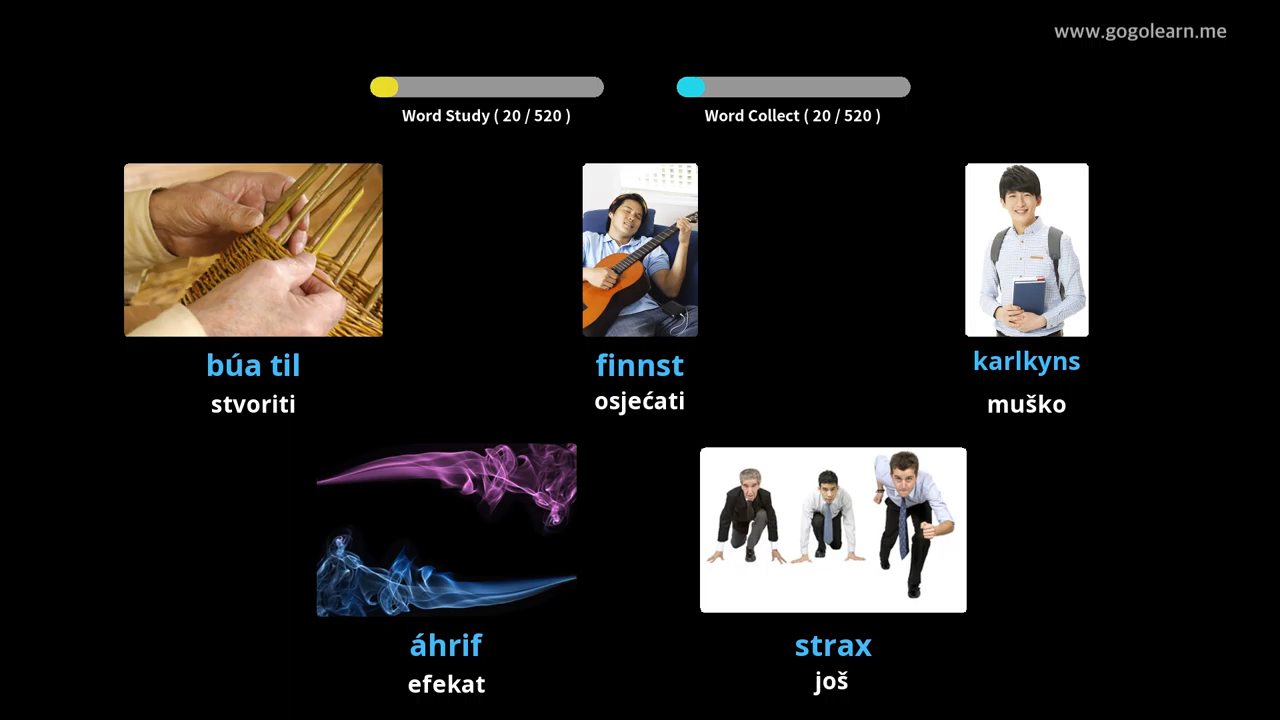 www.gogolearn.me
Word Study ( 20 / 520 )
Word Collect ( 20 / 520 )
búa til
stvoriti
finnst
osjećati
karlkyns
muško
áhrif
efekat
strax
još